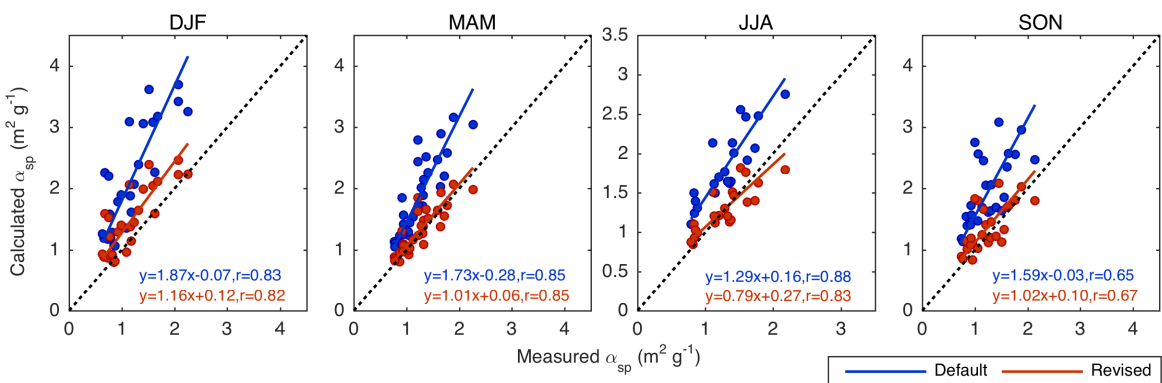 DJF
MAM
JJA
SON
Calculated α_sp (m² g⁻¹)
4
3
2
1
0
0 1 2 3 4
y=1.87x-0.07,r=0.83
y=1.16x+0.12,r=0.82
4
3
2
1
0
0 1 2 3 4
y=1.73x-0.28,r=0.85
y=1.01x+0.06,r=0.85
3.5
3
2.5
2
1.5
1
0.5
0
0 1 2 3
y=1.29x+0.16,r=0.88
y=0.79x+0.27,r=0.83
4
3
2
1
0
0 1 2 3 4
y=1.59x-0.03,r=0.65
y=1.02x+0.10,r=0.67
Measured α_sp (m² g⁻¹)
Default Revised